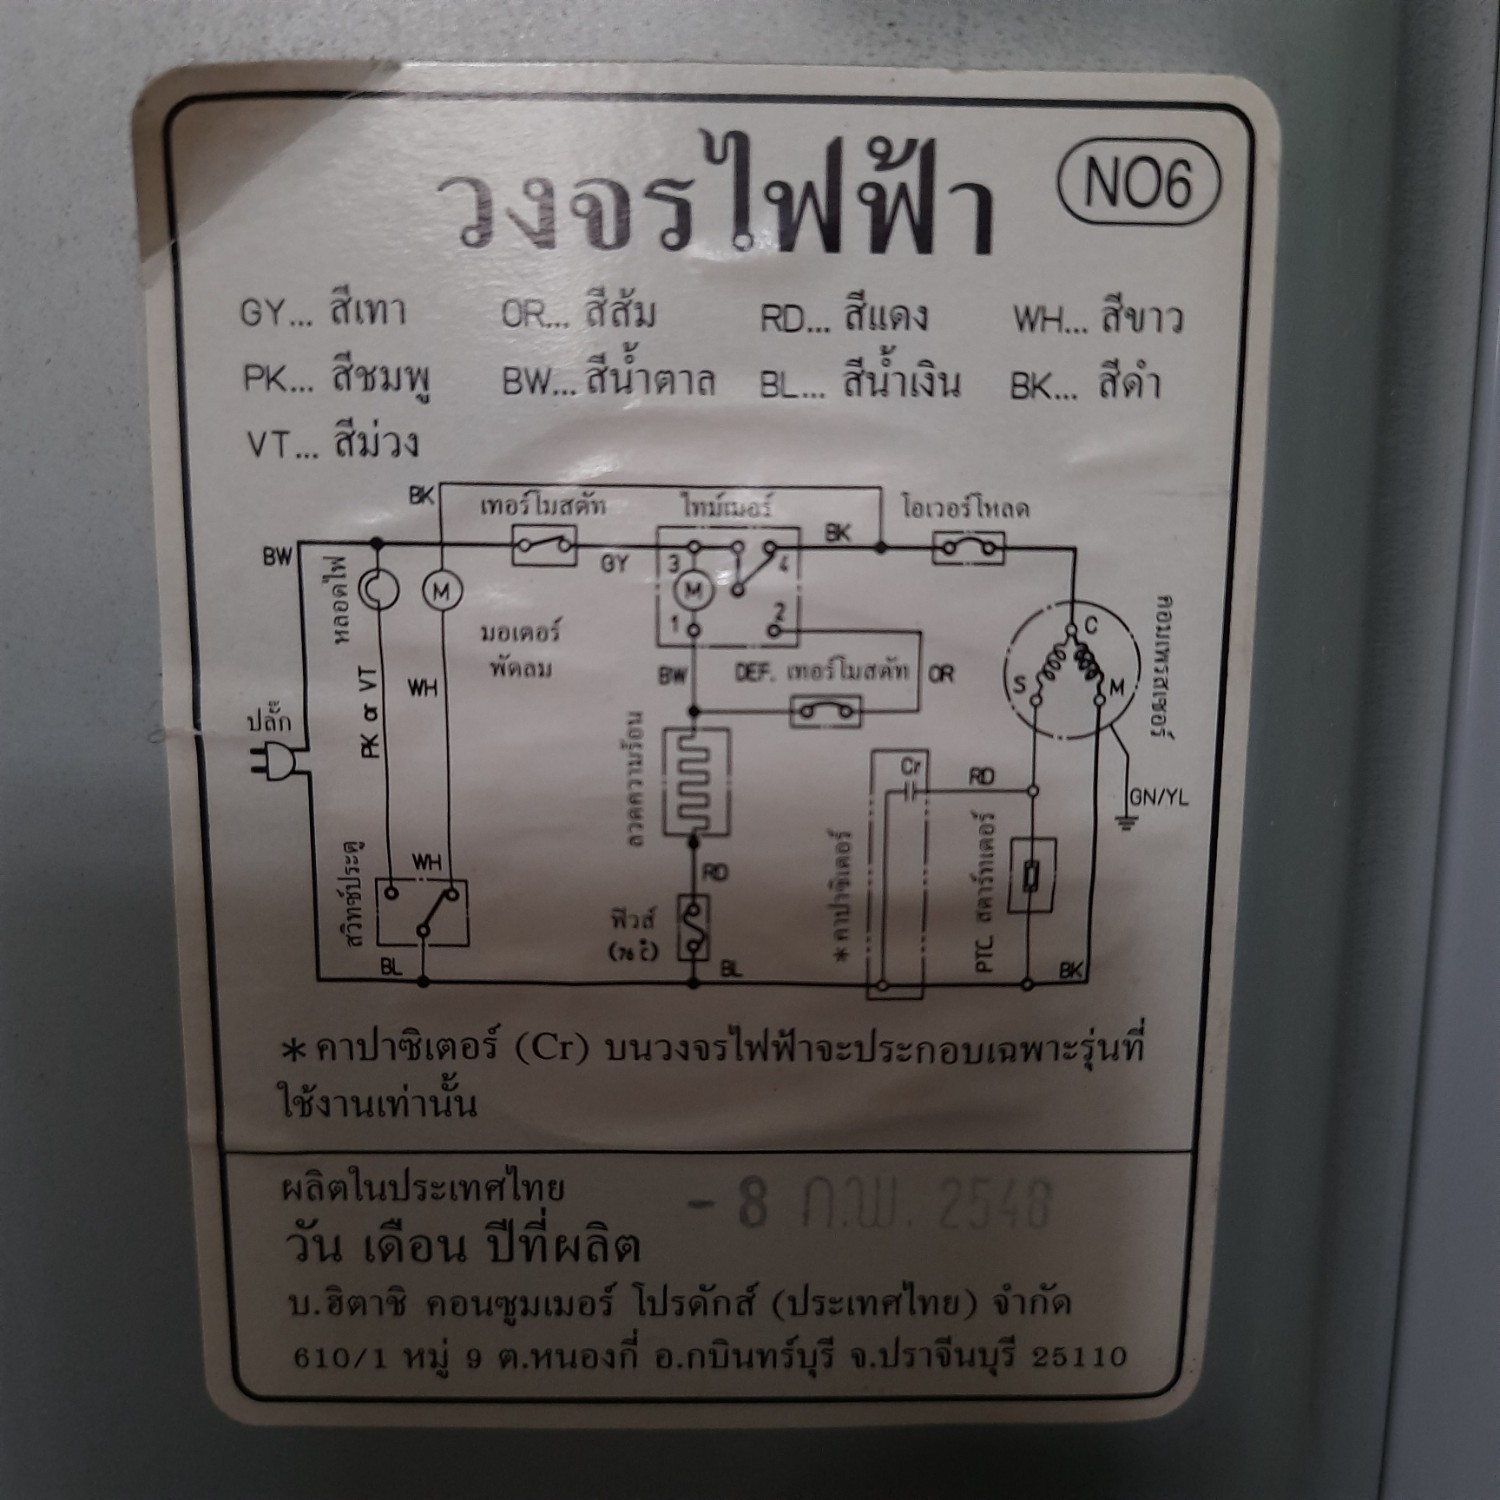 วงจรไฟฟ้า
NO6
GY... สีเทา OR... สีส้ม RD... สีแดง WH... สีขาว
PK... สีชมพู BW... สีน้ำตาล BL... สีน้ำเงิน BK... สีดำ
VT... สีม่วง
BK เทอร์โมสตัท ไทม์เมอร์ โอเวอร์โหลด
BW GY 3 4 BK
หลอดไฟ
M
มอเตอร์
พัดลม
M
1 2
คอมเพรสเซอร์
C
S M
PK or VT
WH
BW
DEF. เทอร์โมสตัท
OR
ปลั๊ก
ลวดความร้อน
Cr
RD
GN/YL
สวิทช์ประตู
WH
RD
ฟิวส์
(76 ํC)
*คาปาซิเตอร์
PTC. สตาร์ทเตอร์
BL
BL
BK
*คาปาซิเตอร์ (Cr) บนวงจรไฟฟ้าจะประกอบเฉพาะรุ่นที่
ใช้งานเท่านั้น
ผลิตในประเทศไทย
- 8 ก.พ. 2548
วัน เดือน ปีที่ผลิต
บ.ฮิตาชิ คอนซูมเมอร์ โปรดักส์ (ประเทศไทย) จำกัด
610/1 หมู่ 9 ต.หนองกี่ อ.กบินทร์บุรี จ.ปราจีนบุรี 25110